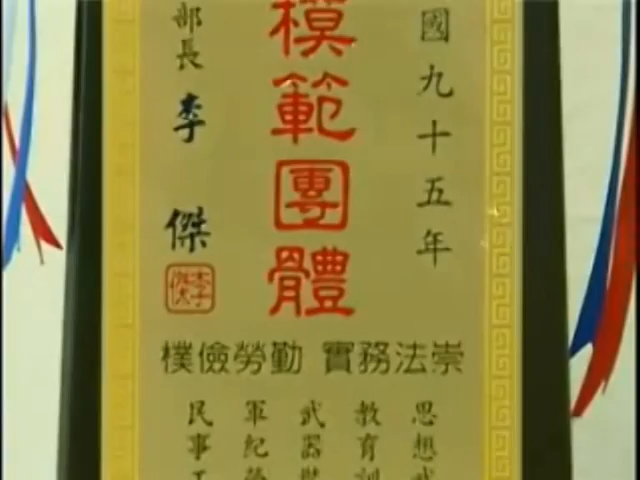 國九十五年
模範團體
部長 李傑
崇法務實 勤勞儉樸
思想
教育訓
武器
軍紀
民事